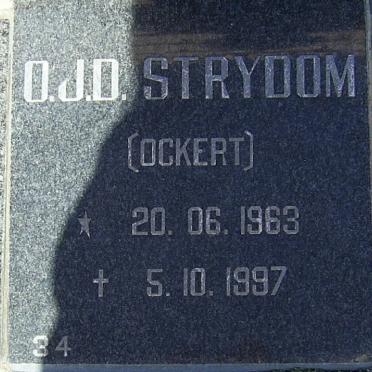 O.J.D. STRYDOM
(OCKERT)
* 20. 06. 1963
† 5. 10. 1997
34